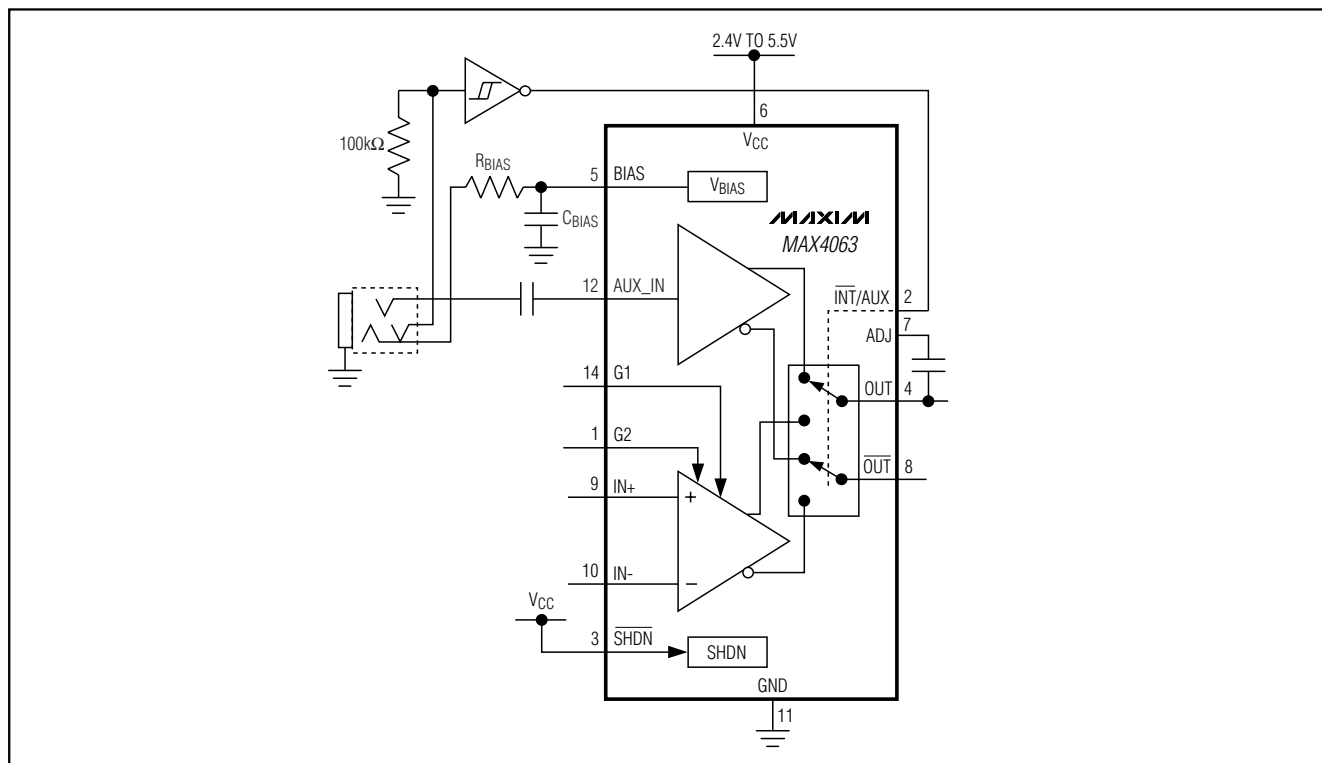 2.4V TO 5.5V
6
VCC
100kΩ
RBIAS
5
BIAS
VBIAS
CBIAS
MAXIM
MAX4063
12
AUX_IN
INT/AUX
2
7
ADJ
14
G1
OUT
4
1
G2
OUT
8
9
IN+
+
10
IN-
−
VCC
3
SHDN
SHDN
GND
11